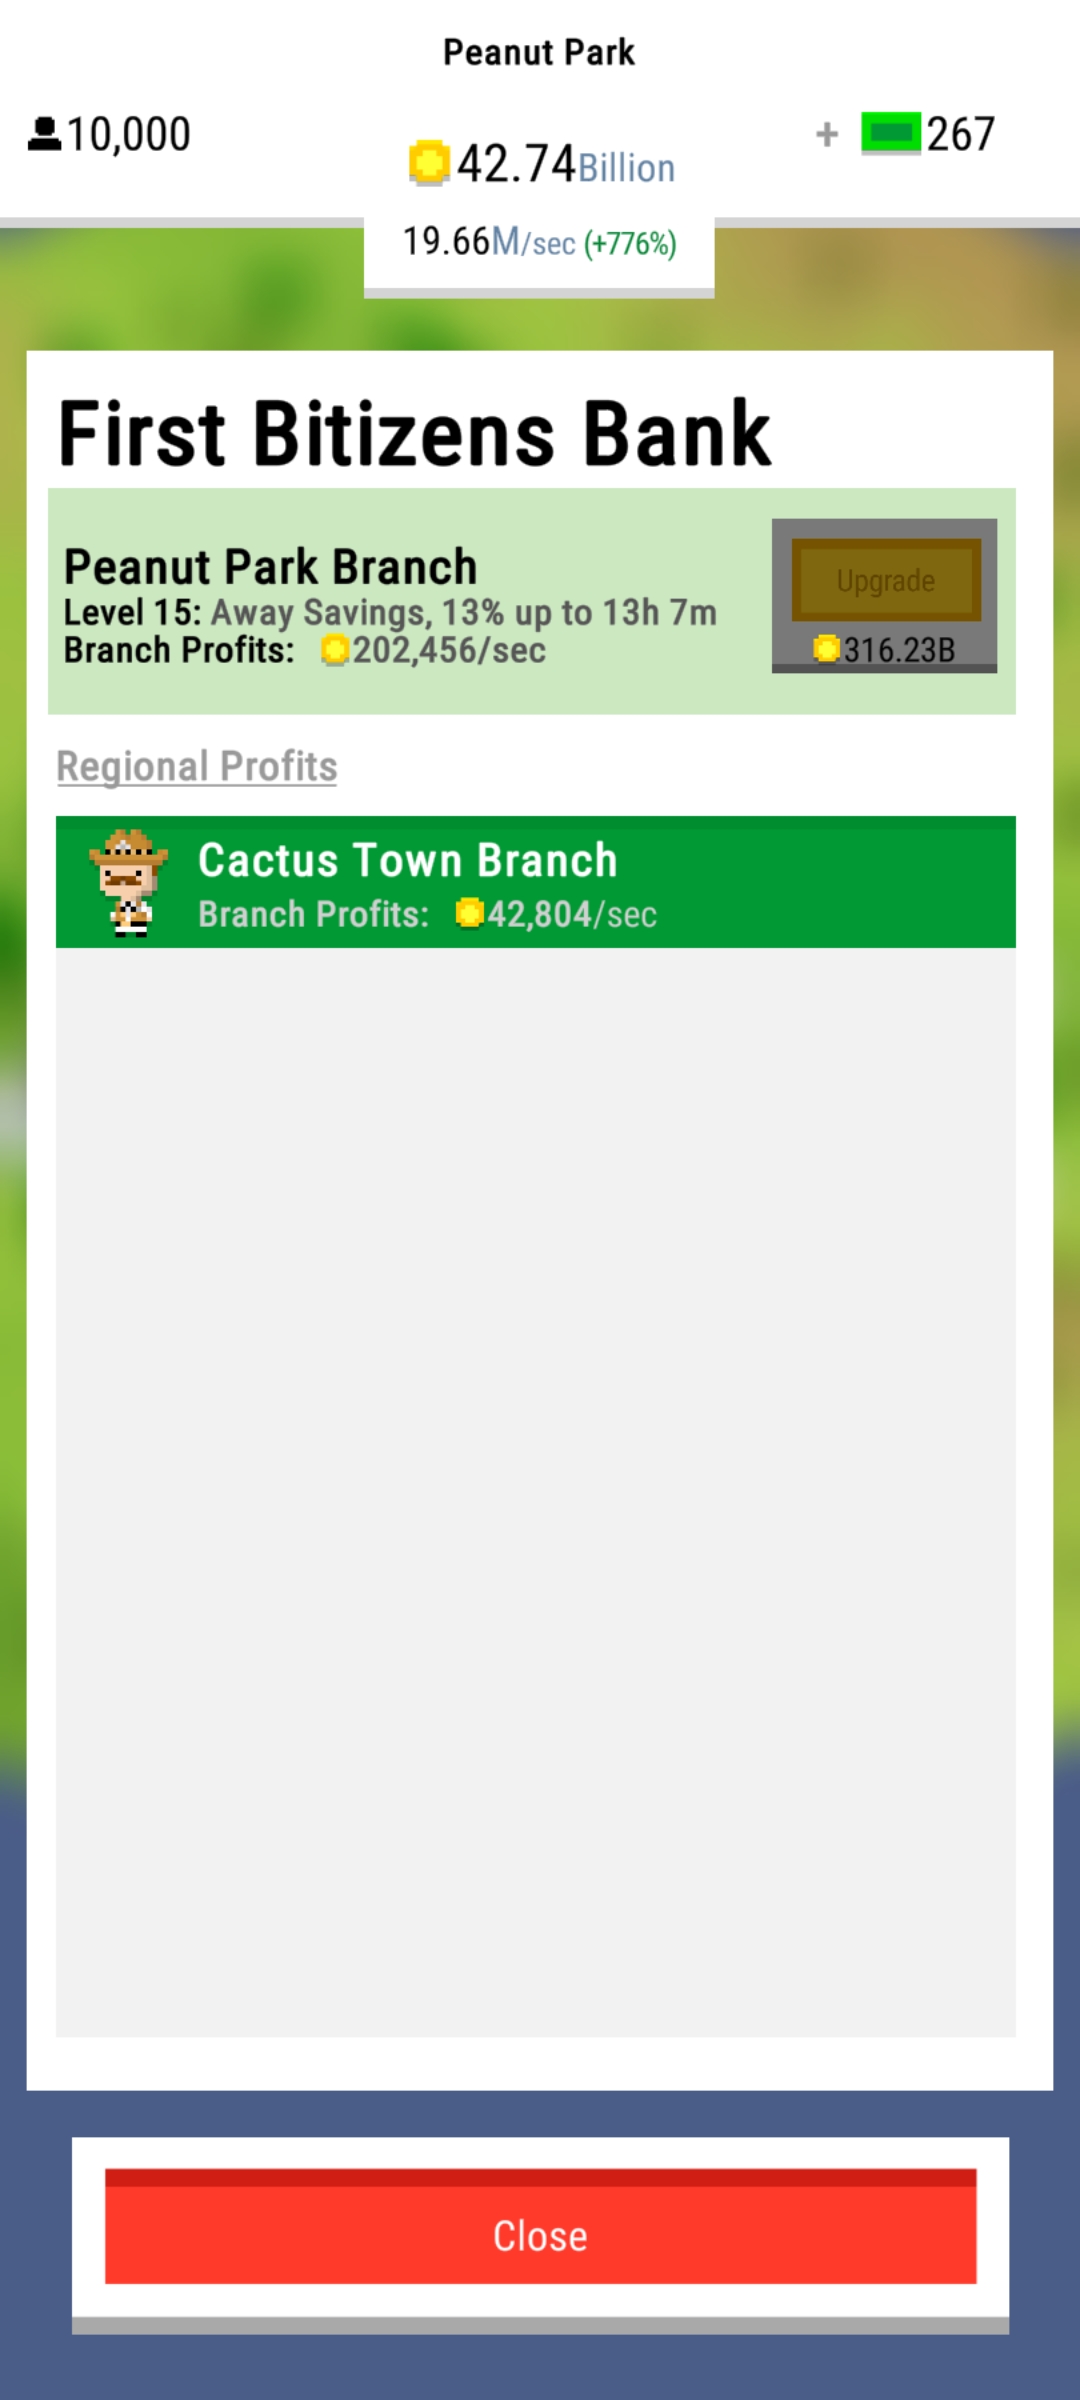 Peanut Park
10,000
42.74Billion
+ 267
19.66M/sec (+776%)
First Bitizens Bank
Peanut Park Branch
Level 15: Away Savings, 13% up to 13h 7m
Branch Profits: 202,456/sec
Upgrade
316.23B
Regional Profits
Cactus Town Branch
Branch Profits: 42,804/sec
Close